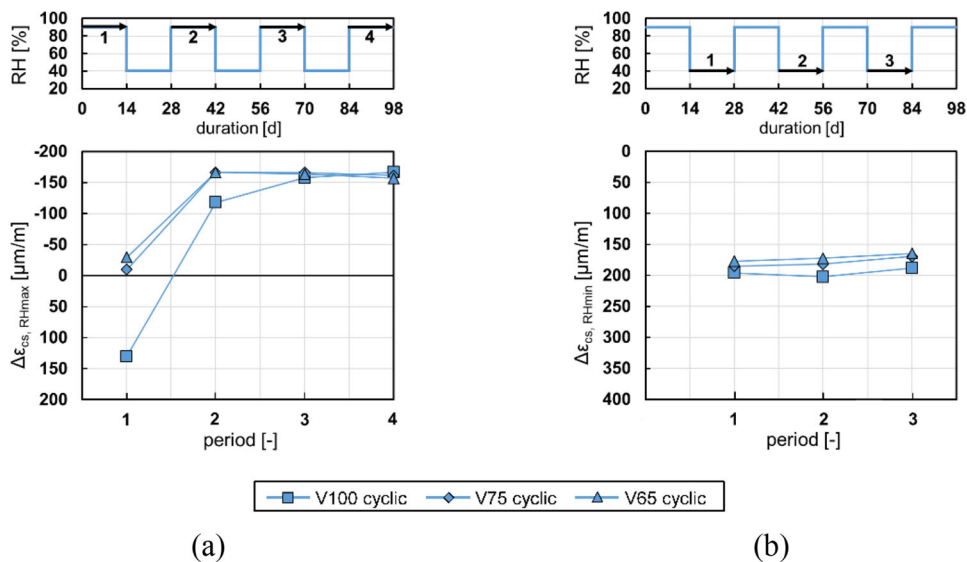 RH [%]
100
80
60
40
20
1
2
3
4
0 14 28 42 56 70 84 98
duration [d]
Δεcs, RHmax [µm/m]
-200
-150
-100
-50
0
50
100
150
200
1 2 3 4
period [-]
RH [%]
100
80
60
40
20
1
2
3
0 14 28 42 56 70 84 98
duration [d]
Δεcs, RHmin [µm/m]
0
50
100
150
200
250
300
350
400
1 2 3
period [-]
V100 cyclic V75 cyclic V65 cyclic
(a) (b)